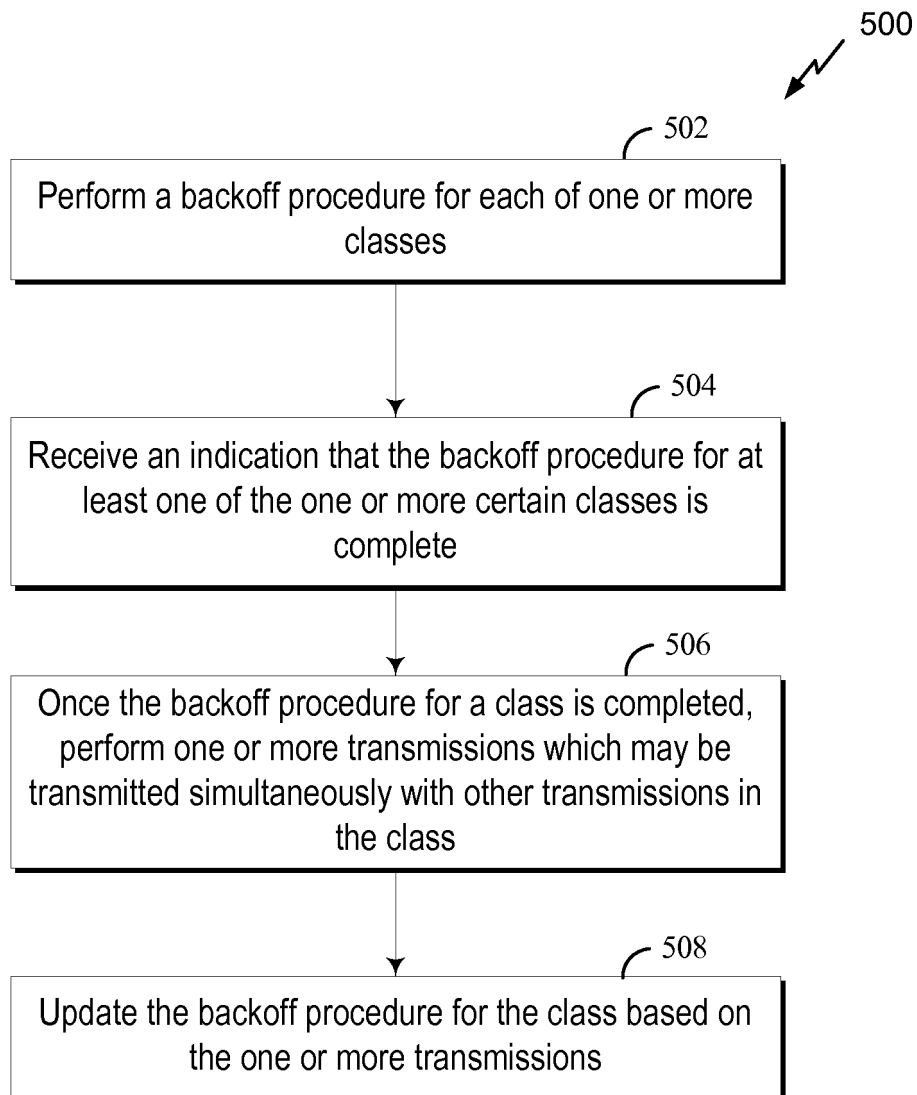 500
502
Perform a backoff procedure for each of one or more
classes
504
Receive an indication that the backoff procedure for at
least one of the one or more certain classes is
complete
506
Once the backoff procedure for a class is completed,
perform one or more transmissions which may be
transmitted simultaneously with other transmissions in
the class
508
Update the backoff procedure for the class based on
the one or more transmissions